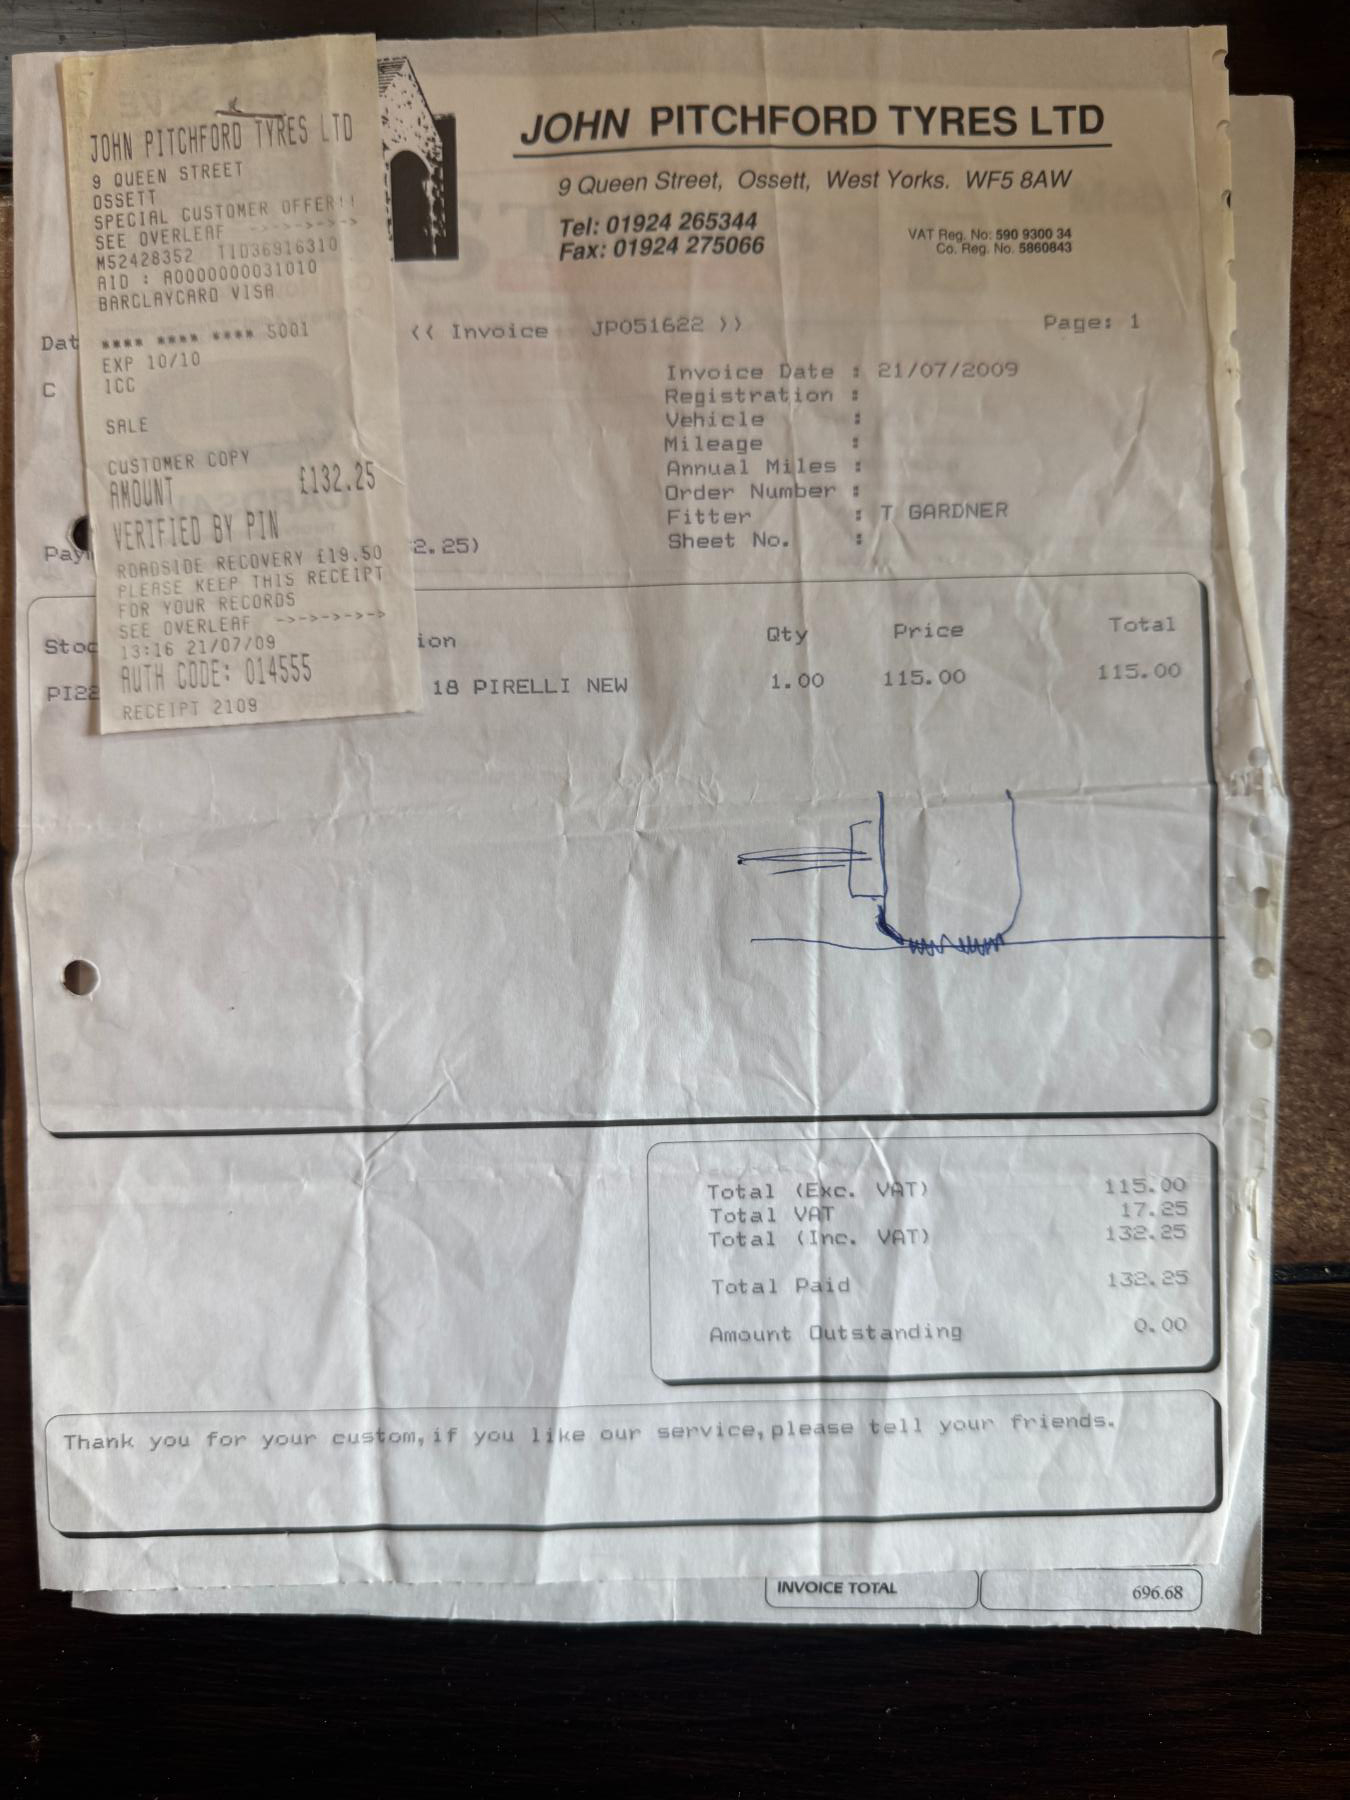 JOHN PITCHFORD TYRES LTD
9 Queen Street, Ossett, West Yorks. WF5 8AW
Tel: 01924 265344
Fax: 01924 275066
VAT Reg. No: 590 9300 34
Co. Reg. No. 5860843
JOHN PITCHFORD TYRES LTD
9 QUEEN STREET
OSSETT
SPECIAL CUSTOMER OFFER!!
SEE OVERLEAF ->->->->->
M52428352 TID36916310
AID : A0000000031010
BARCLAYCARD VISA
**** **** **** 5001
EXP 10/10
ICC
SALE
CUSTOMER COPY
AMOUNT £132.25
VERIFIED BY PIN
ROADSIDE RECOVERY £19.50
PLEASE KEEP THIS RECEIPT
FOR YOUR RECORDS
SEE OVERLEAF ->->->->->
13:16 21/07/09
AUTH CODE: 014555
RECEIPT 2109
Dat << Invoice JP051622 >> Page: 1
C
Invoice Date : 21/07/2009
Registration :
Vehicle :
Mileage :
Annual Miles :
Order Number :
Fitter : T GARDNER
Sheet No. :
Pay 2.25)
Stoc ion Qty Price Total
PI22 18 PIRELLI NEW 1.00 115.00 115.00
Total (Exc. VAT) 115.00
Total VAT 17.25
Total (Inc. VAT) 132.25
Total Paid 132.25
Amount Outstanding 0.00
Thank you for your custom,if you like our service,please tell your friends.
INVOICE TOTAL 696.68